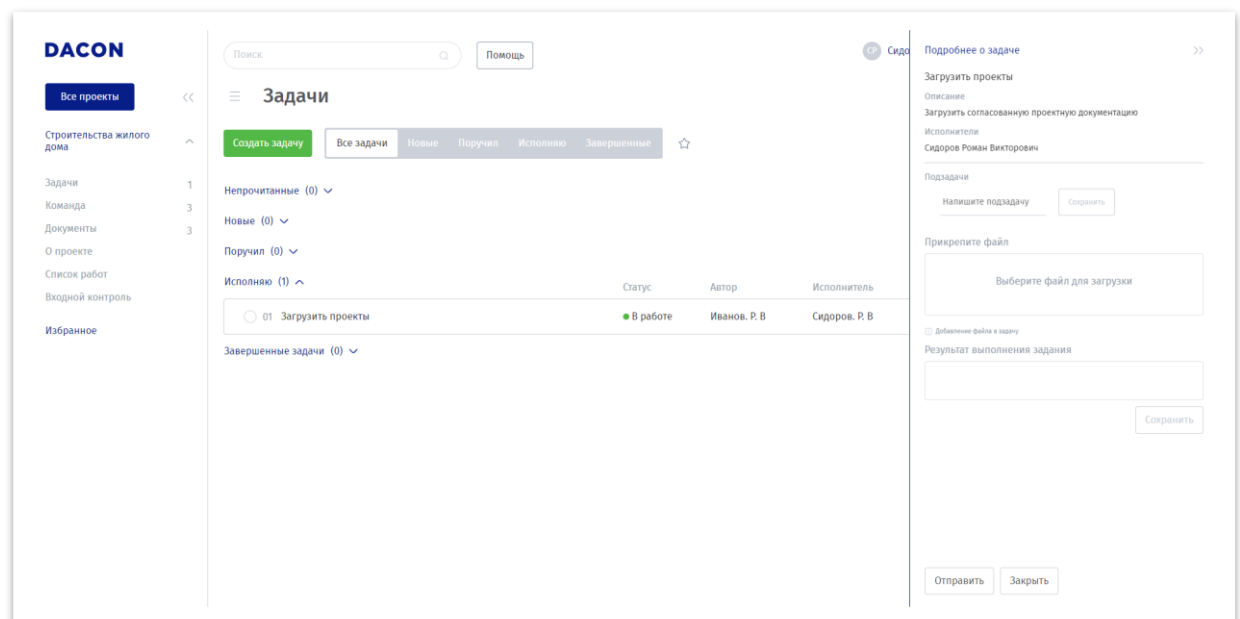 DACON
Все проекты
Строительства жилого
дома
Задачи 1
Команда 3
Документы 3
О проекте
Список работ
Входной контроль
Избранное
Поиск
Помощь
СР Сидо
Задачи
Создать задачу
Все задачи Новые Поручил Исполняю Завершенные
Непрочитанные (0)
Новые (0)
Поручил (0)
Исполняю (1) Статус Автор Исполнитель
01 Загрузить проекты В работе Иванов. Р. В Сидоров. Р. В
Завершенные задачи (0)
Подробнее о задаче
Загрузить проекты
Описание
Загрузить согласованную проектную документацию
Исполнители
Сидоров Роман Викторович
Подзадачи
Напишите подзадачу Сохранить
Прикрепите файл
Выберите файл для загрузки
Добавление файла в задачу
Результат выполнения задания
Сохранить
Отправить Закрыть